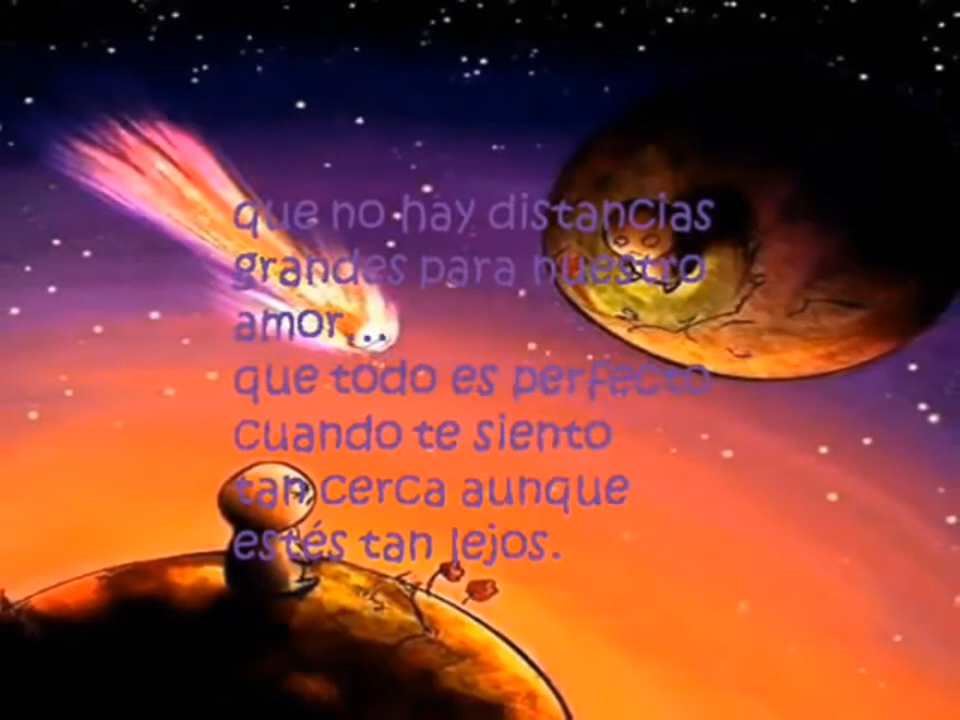 que no hay distancias
grandes para nuestro
amor...
que todo es perfecto
cuando te siento
tan cerca aunque
estés tan lejos.